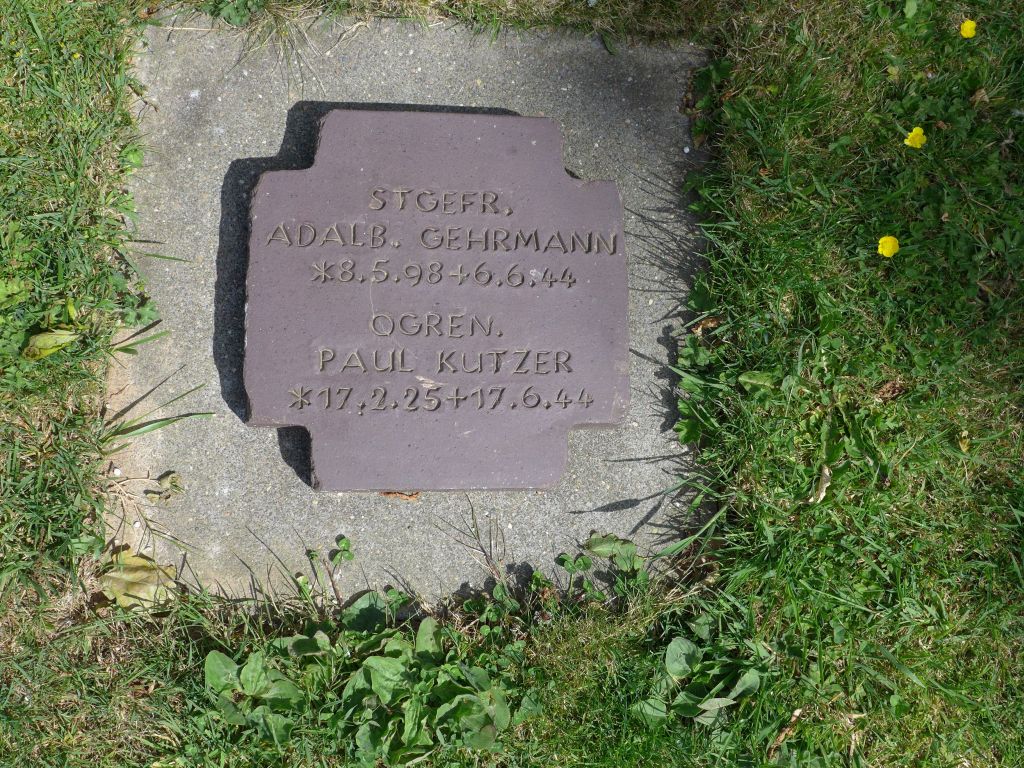 STGEFR.
ADALB. GEHRMANN
*8.5.98+6.6.44
OGREN.
PAUL KUTZER
*17.2.25+17.6.44